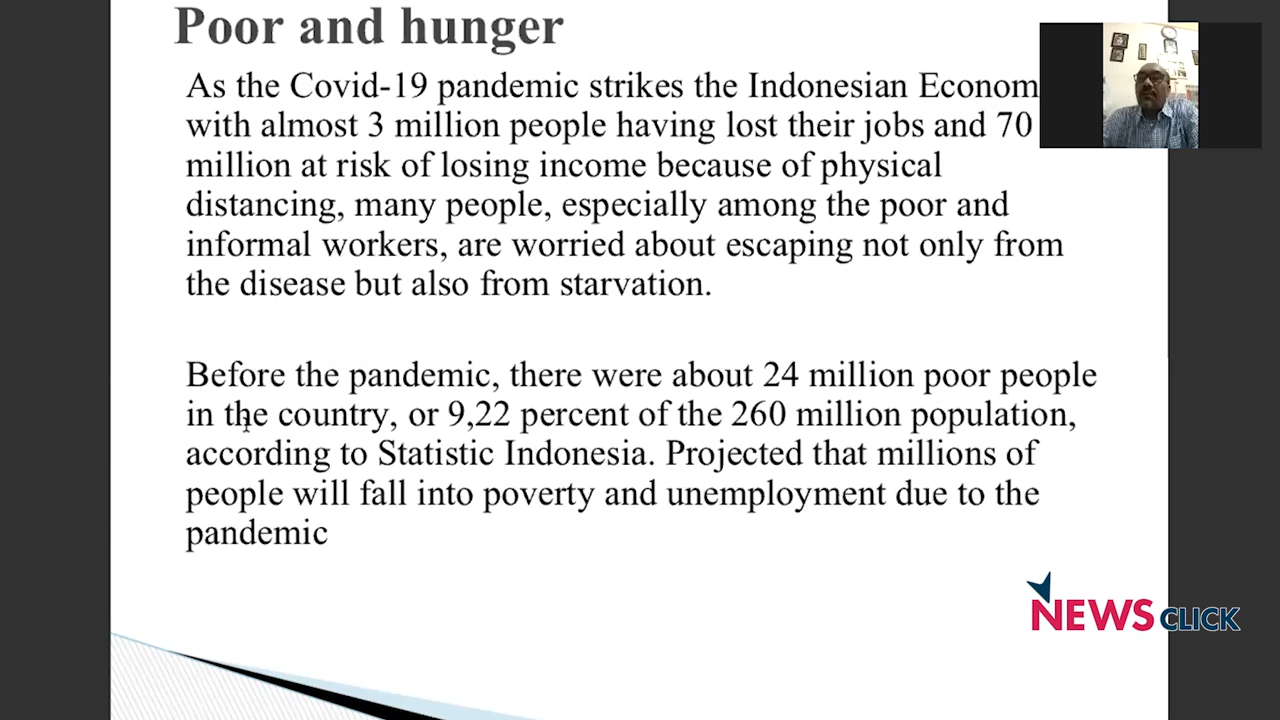 Poor and hunger
As the Covid-19 pandemic strikes the Indonesian Econom
with almost 3 million people having lost their jobs and 70
million at risk of losing income because of physical
distancing, many people, especially among the poor and
informal workers, are worried about escaping not only from
the disease but also from starvation.
Before the pandemic, there were about 24 million poor people
in the country, or 9,22 percent of the 260 million population,
according to Statistic Indonesia. Projected that millions of
people will fall into poverty and unemployment due to the
pandemic
NEWSCLICK